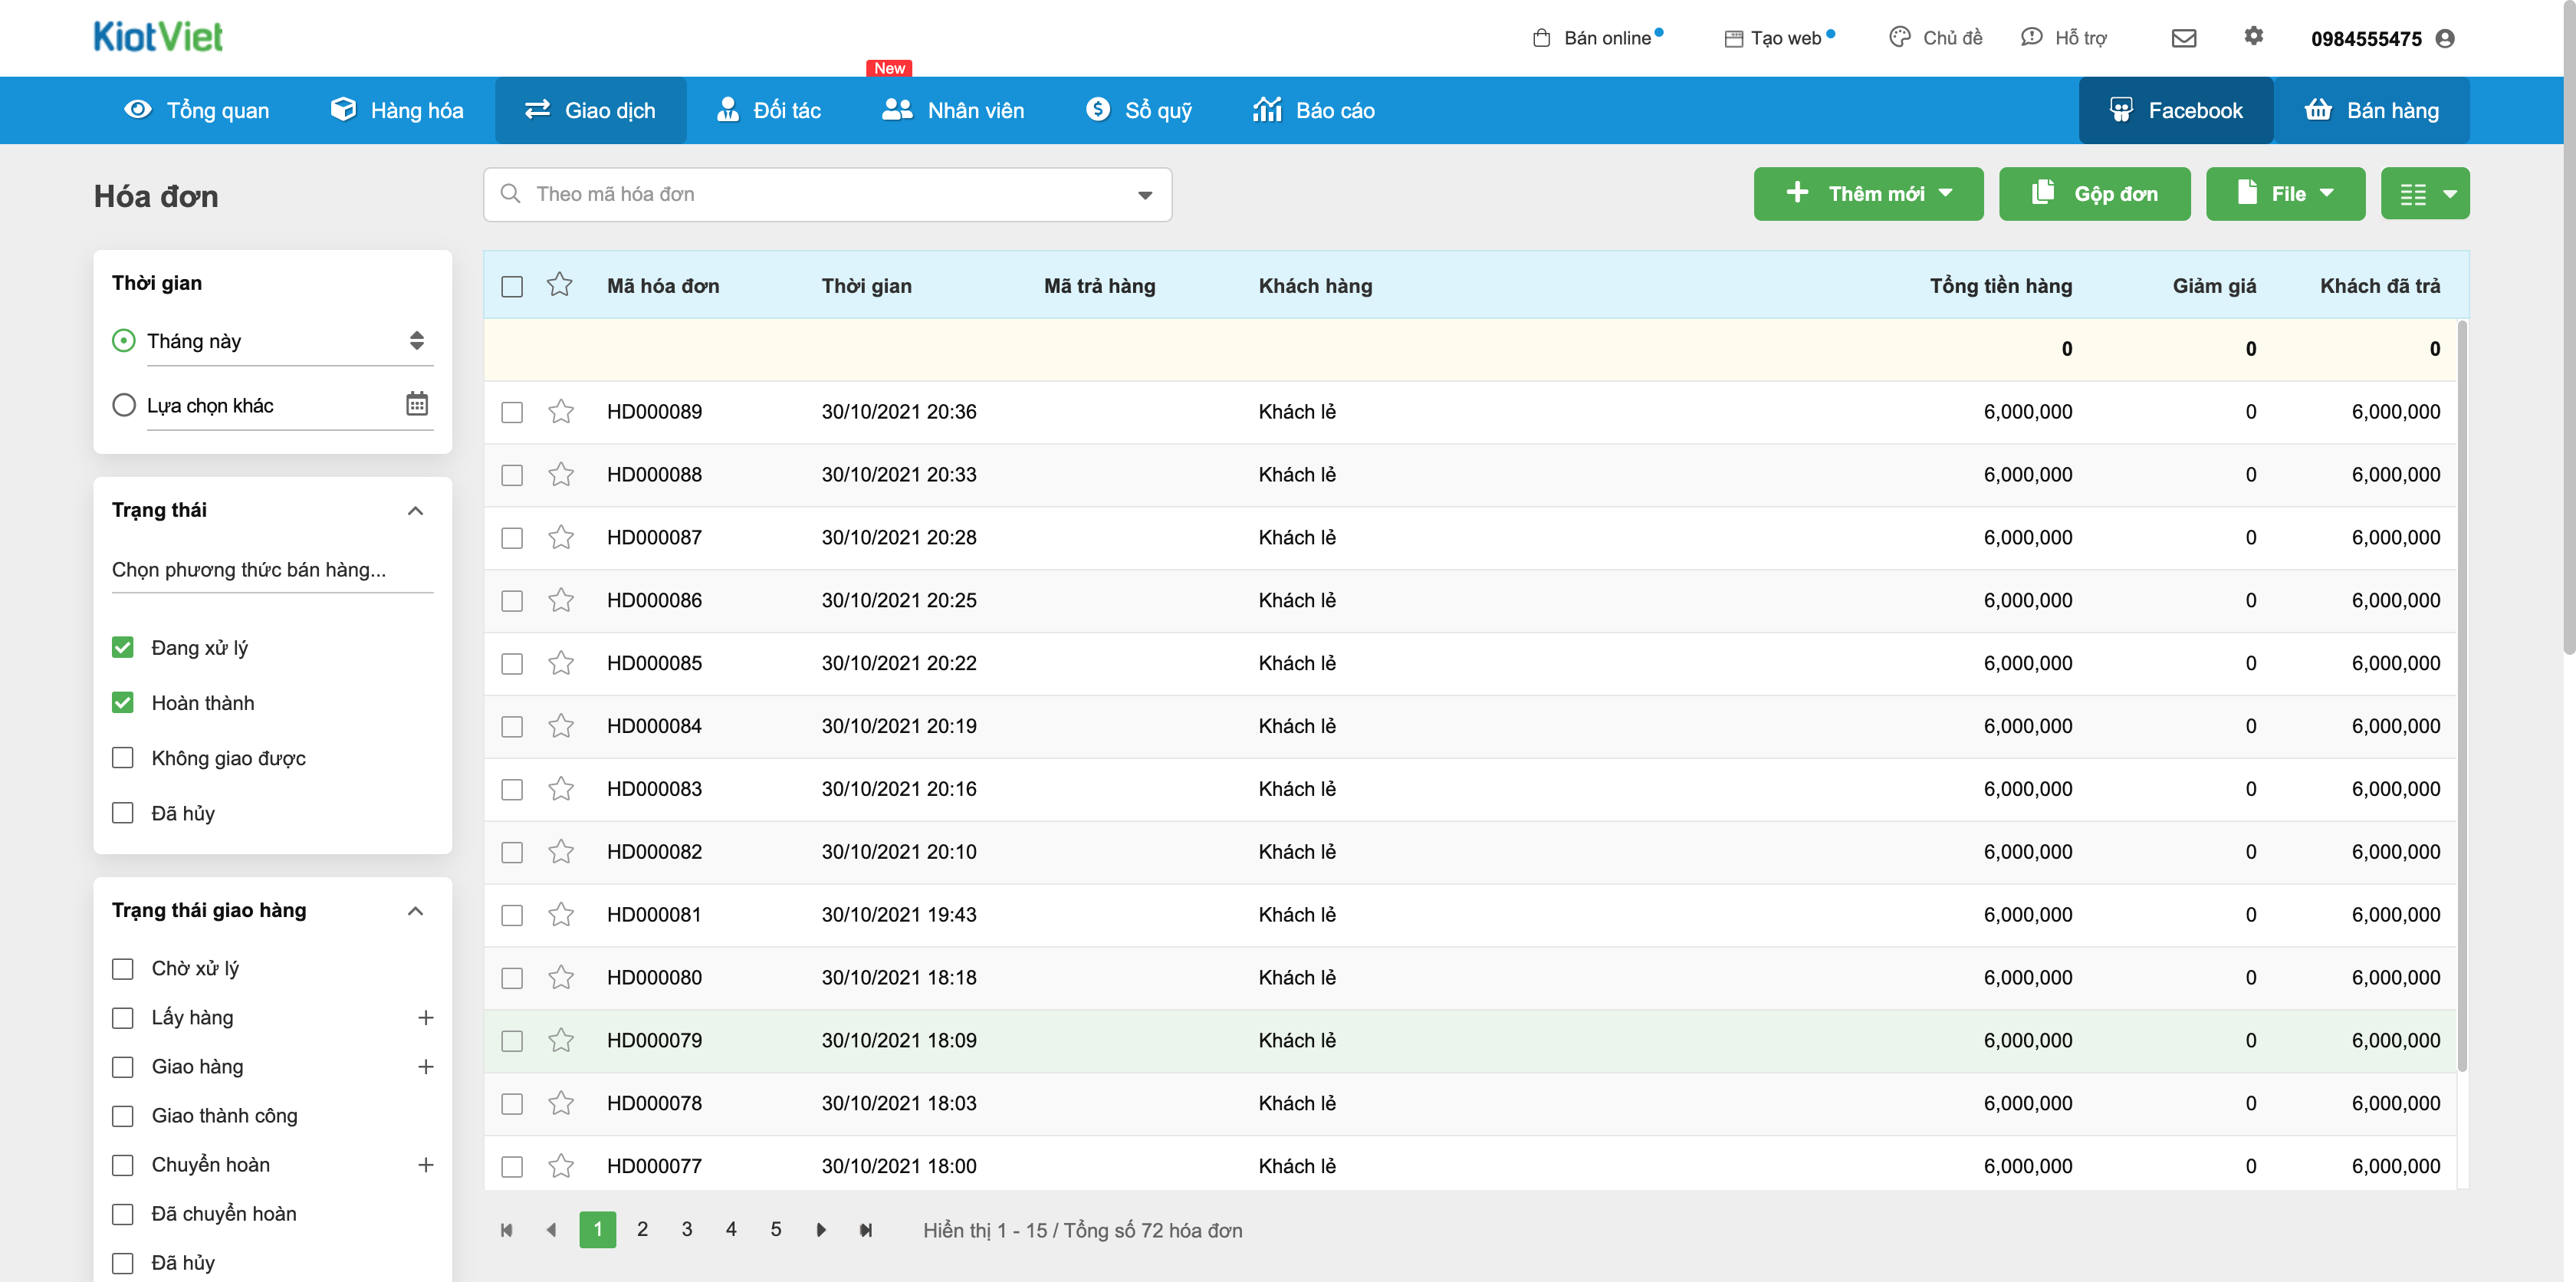 KiotViet
Bán online
Tạo web
Chủ đề
Hỗ trợ
0984555475
New
Tổng quan
Hàng hóa
Giao dịch
Đối tác
Nhân viên
Sổ quỹ
Báo cáo
Facebook
Bán hàng
Hóa đơn
Theo mã hóa đơn
Thêm mới
Gộp đơn
File
Thời gian
Tháng này
Lựa chọn khác
Trạng thái
Chọn phương thức bán hàng...
Đang xử lý
Hoàn thành
Không giao được
Đã hủy
Trạng thái giao hàng
Chờ xử lý
Lấy hàng
Giao hàng
Giao thành công
Chuyển hoàn
Đã chuyển hoàn
Đã hủy
Mã hóa đơn Thời gian Mã trả hàng Khách hàng Tổng tiền hàng Giảm giá Khách đã trả
0 0 0
HD000089 30/10/2021 20:36 Khách lẻ 6,000,000 0 6,000,000
HD000088 30/10/2021 20:33 Khách lẻ 6,000,000 0 6,000,000
HD000087 30/10/2021 20:28 Khách lẻ 6,000,000 0 6,000,000
HD000086 30/10/2021 20:25 Khách lẻ 6,000,000 0 6,000,000
HD000085 30/10/2021 20:22 Khách lẻ 6,000,000 0 6,000,000
HD000084 30/10/2021 20:19 Khách lẻ 6,000,000 0 6,000,000
HD000083 30/10/2021 20:16 Khách lẻ 6,000,000 0 6,000,000
HD000082 30/10/2021 20:10 Khách lẻ 6,000,000 0 6,000,000
HD000081 30/10/2021 19:43 Khách lẻ 6,000,000 0 6,000,000
HD000080 30/10/2021 18:18 Khách lẻ 6,000,000 0 6,000,000
HD000079 30/10/2021 18:09 Khách lẻ 6,000,000 0 6,000,000
HD000078 30/10/2021 18:03 Khách lẻ 6,000,000 0 6,000,000
HD000077 30/10/2021 18:00 Khách lẻ 6,000,000 0 6,000,000
1 2 3 4 5 Hiển thị 1 - 15 / Tổng số 72 hóa đơn